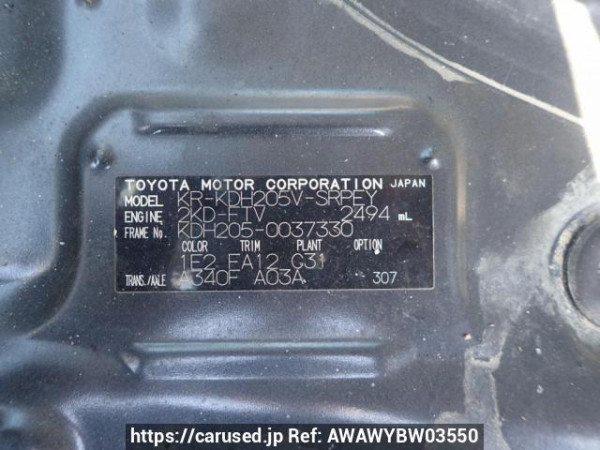 TOYOTA MOTOR CORPORATION JAPAN
MODEL KR-KDH205V-SRPEY
ENGINE 2KD-FTV 2494 mL
FRAME No. KDH205-0037330
COLOR TRIM PLANT OPTION
1E2 FA12 G31
TRANS./AXLE A340F A03A 307
https://carused.jp Ref: AWAWYBW03550